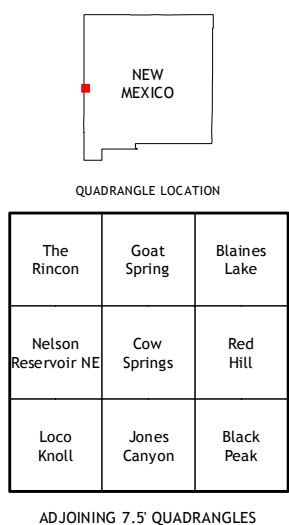 NEW
MEXICO
QUADRANGLE LOCATION
The
Rincon
Goat
Spring
Blaines
Lake
Nelson
Reservoir NE
Cow
Springs
Red
Hill
Loco
Knoll
Jones
Canyon
Black
Peak
ADJOINING 7.5' QUADRANGLES